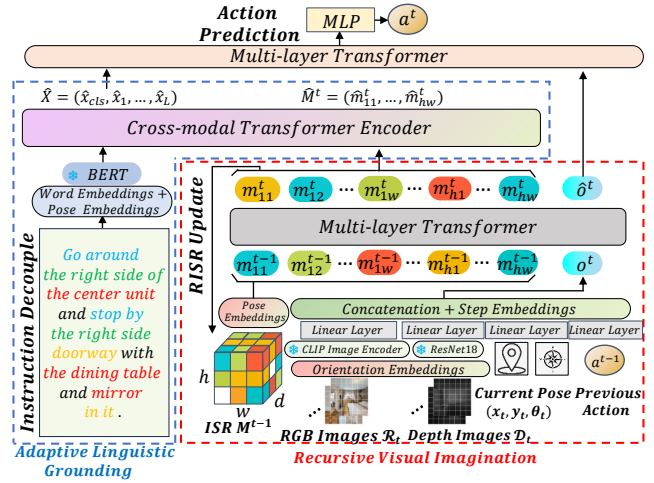 Action
Prediction
MLP
a^t
Multi-layer Transformer
X̂ = (x̂_cls, x̂_1, …, x̂_L)
M̂^t = (m̂^t_11, …, m̂^t_hw)
Cross-modal Transformer Encoder
BERT
Word Embeddings +
Pose Embeddings
Instruction Decouple
Go around
the right side of
the center unit
and stop by
the right side
doorway with
the dining table
and mirror
in it .
Adaptive Linguistic
Grounding
RISR Update
m^t_11 m^t_12 ⋯ m^t_1w ⋯ m^t_h1 ⋯ m^t_hw ô^t
Multi-layer Transformer
m^{t-1}_11 m^{t-1}_12 ⋯ m^{t-1}_1w ⋯ m^{t-1}_h1 ⋯ m^{t-1}_hw o^t
Pose
Embeddings
Concatenation + Step Embeddings
Linear Layer Linear Layer Linear Layer Linear Layer
CLIP Image Encoder ResNet18
Orientation Embeddings
a^{t-1}
h
w
d
ISR M^{t-1}
RGB Images R_t
Depth Images D_t
Current Pose
(x_t, y_t, θ_t)
Previous
Action
Recursive Visual Imagination